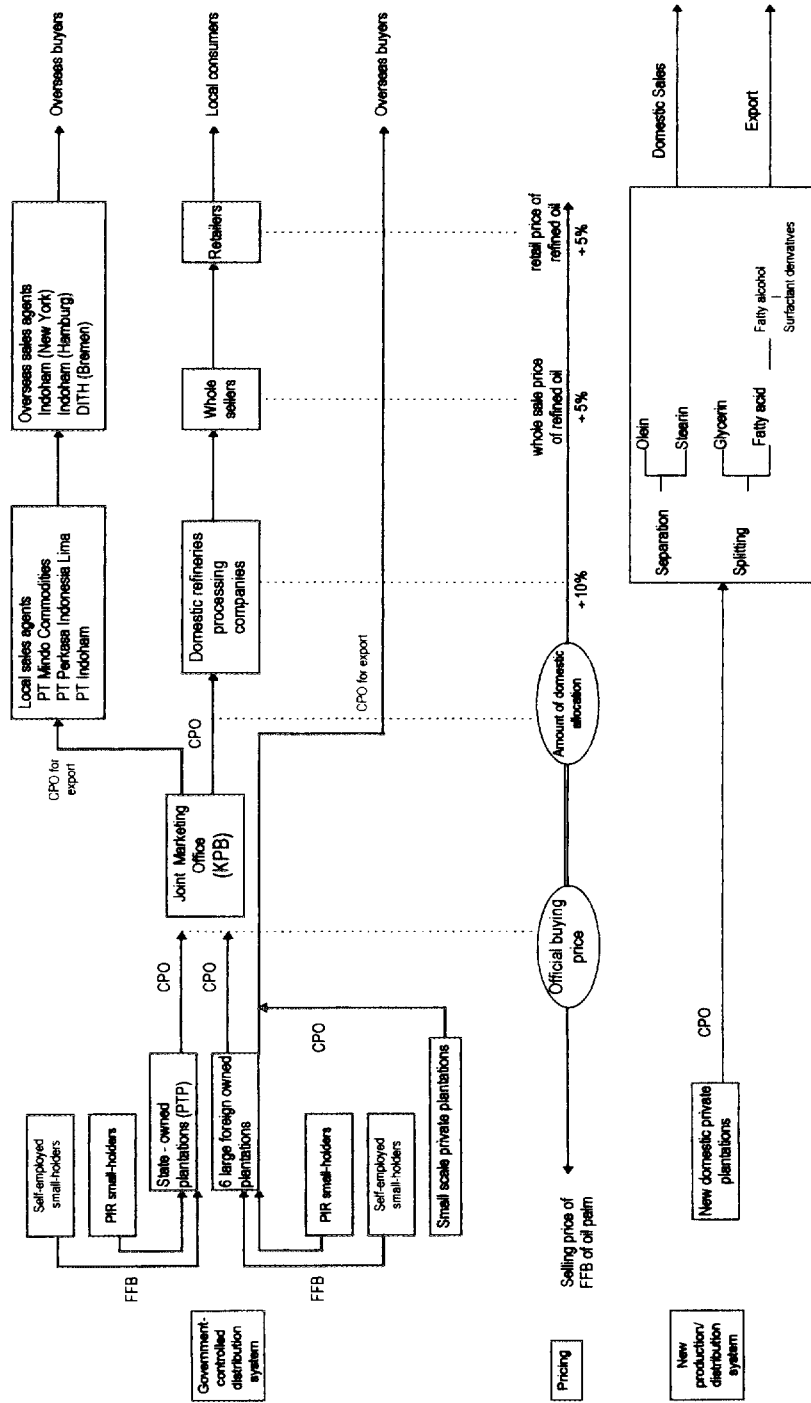 Government-
controlled
distribution
system
FFB
Self-employed
small-holders
PIR small-holders
State - owned
plantations (PTP)
CPO
6 large foreign owned
plantations
CPO
FFB
PIR small-holders
Self-employed
small-holders
Small scale private plantations
CPO
Joint Marketing
Office
(KPB)
CPO for
export
Local sales agents
PT Mindo Commodities
PT Perkasa Indonesia Lima
PT Indoham
Overseas sales agents
Indoham (New York)
Indoham (Hamburg)
DITH (Bremen)
Overseas buyers
CPO
Domestic refineries
processing
companies
Whole
sellers
Retailers
Local consumers
CPO for export
Overseas buyers
Pricing
Selling price of
FFB of oil palm
Official buying
price
Amount of domestic
allocation
+10%
whole sale price
of refined oil
+5%
retail price of
refined oil
+5%
New
production/
distribution
system
New domestic private
plantations
CPO
Separation
Olein
Stearin
Splitting
Glycerin
Fatty acid
Fatty alcohol
Surfactant derivatives
Domestic Sales
Export